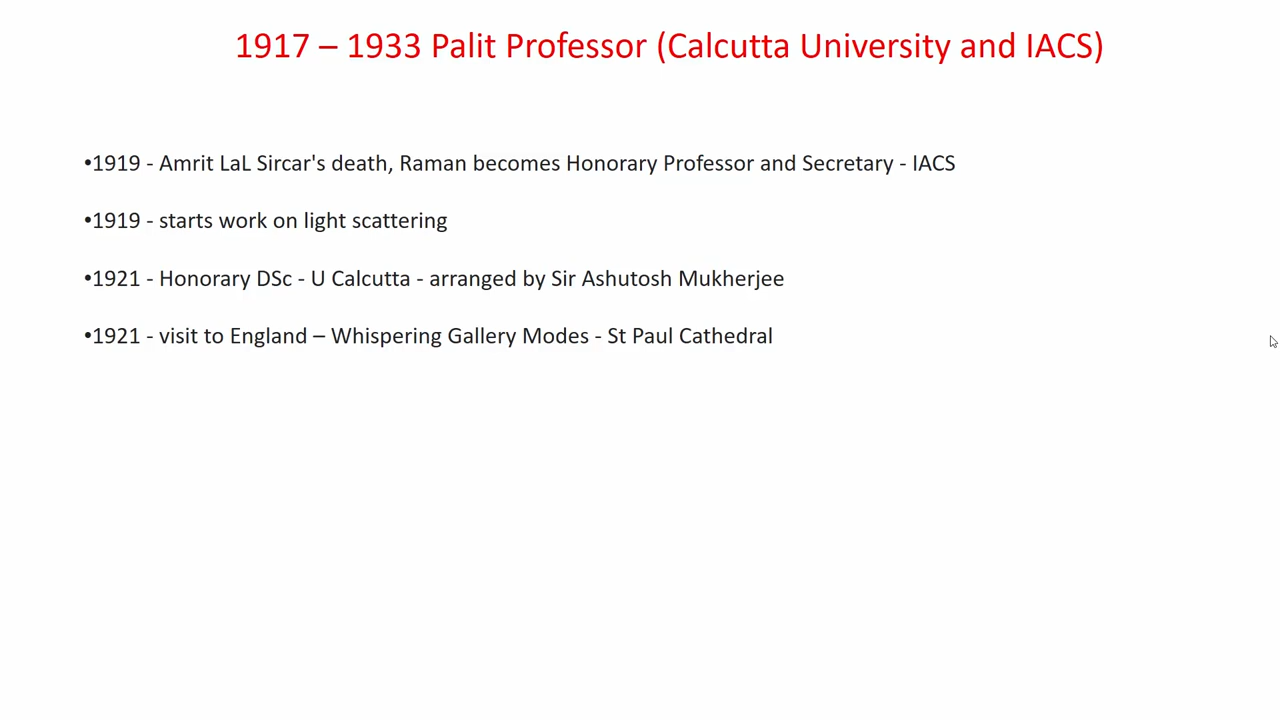 1917 – 1933 Palit Professor (Calcutta University and IACS)
•1919 - Amrit LaL Sircar's death, Raman becomes Honorary Professor and Secretary - IACS
•1919 - starts work on light scattering
•1921 - Honorary DSc - U Calcutta - arranged by Sir Ashutosh Mukherjee
•1921 - visit to England – Whispering Gallery Modes - St Paul Cathedral